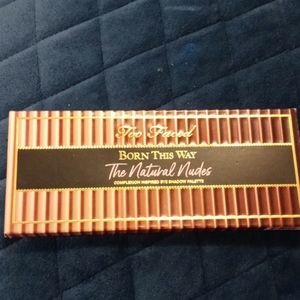 Too Faced
BORN THIS WAY
The Natural Nudes
COMPLEXION INSPIRED EYE SHADOW PALETTE